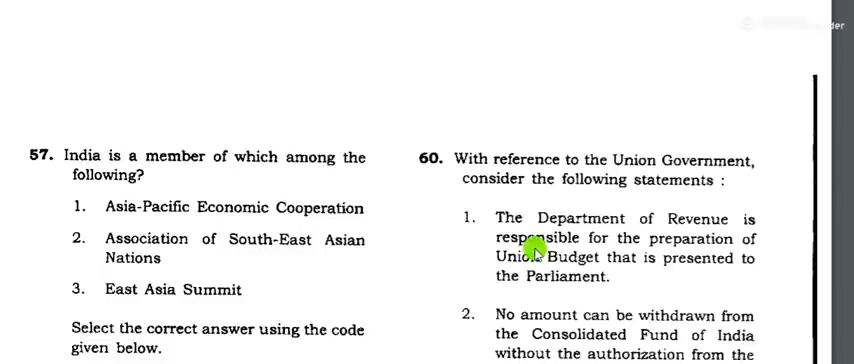 57. India is a member of which among the
following?
1. Asia-Pacific Economic Cooperation
2. Association of South-East Asian
Nations
3. East Asia Summit
Select the correct answer using the code
given below.
60. With reference to the Union Government,
consider the following statements :
1. The Department of Revenue is
responsible for the preparation of
Union Budget that is presented to
the Parliament.
2. No amount can be withdrawn from
the Consolidated Fund of India
without the authorization from the